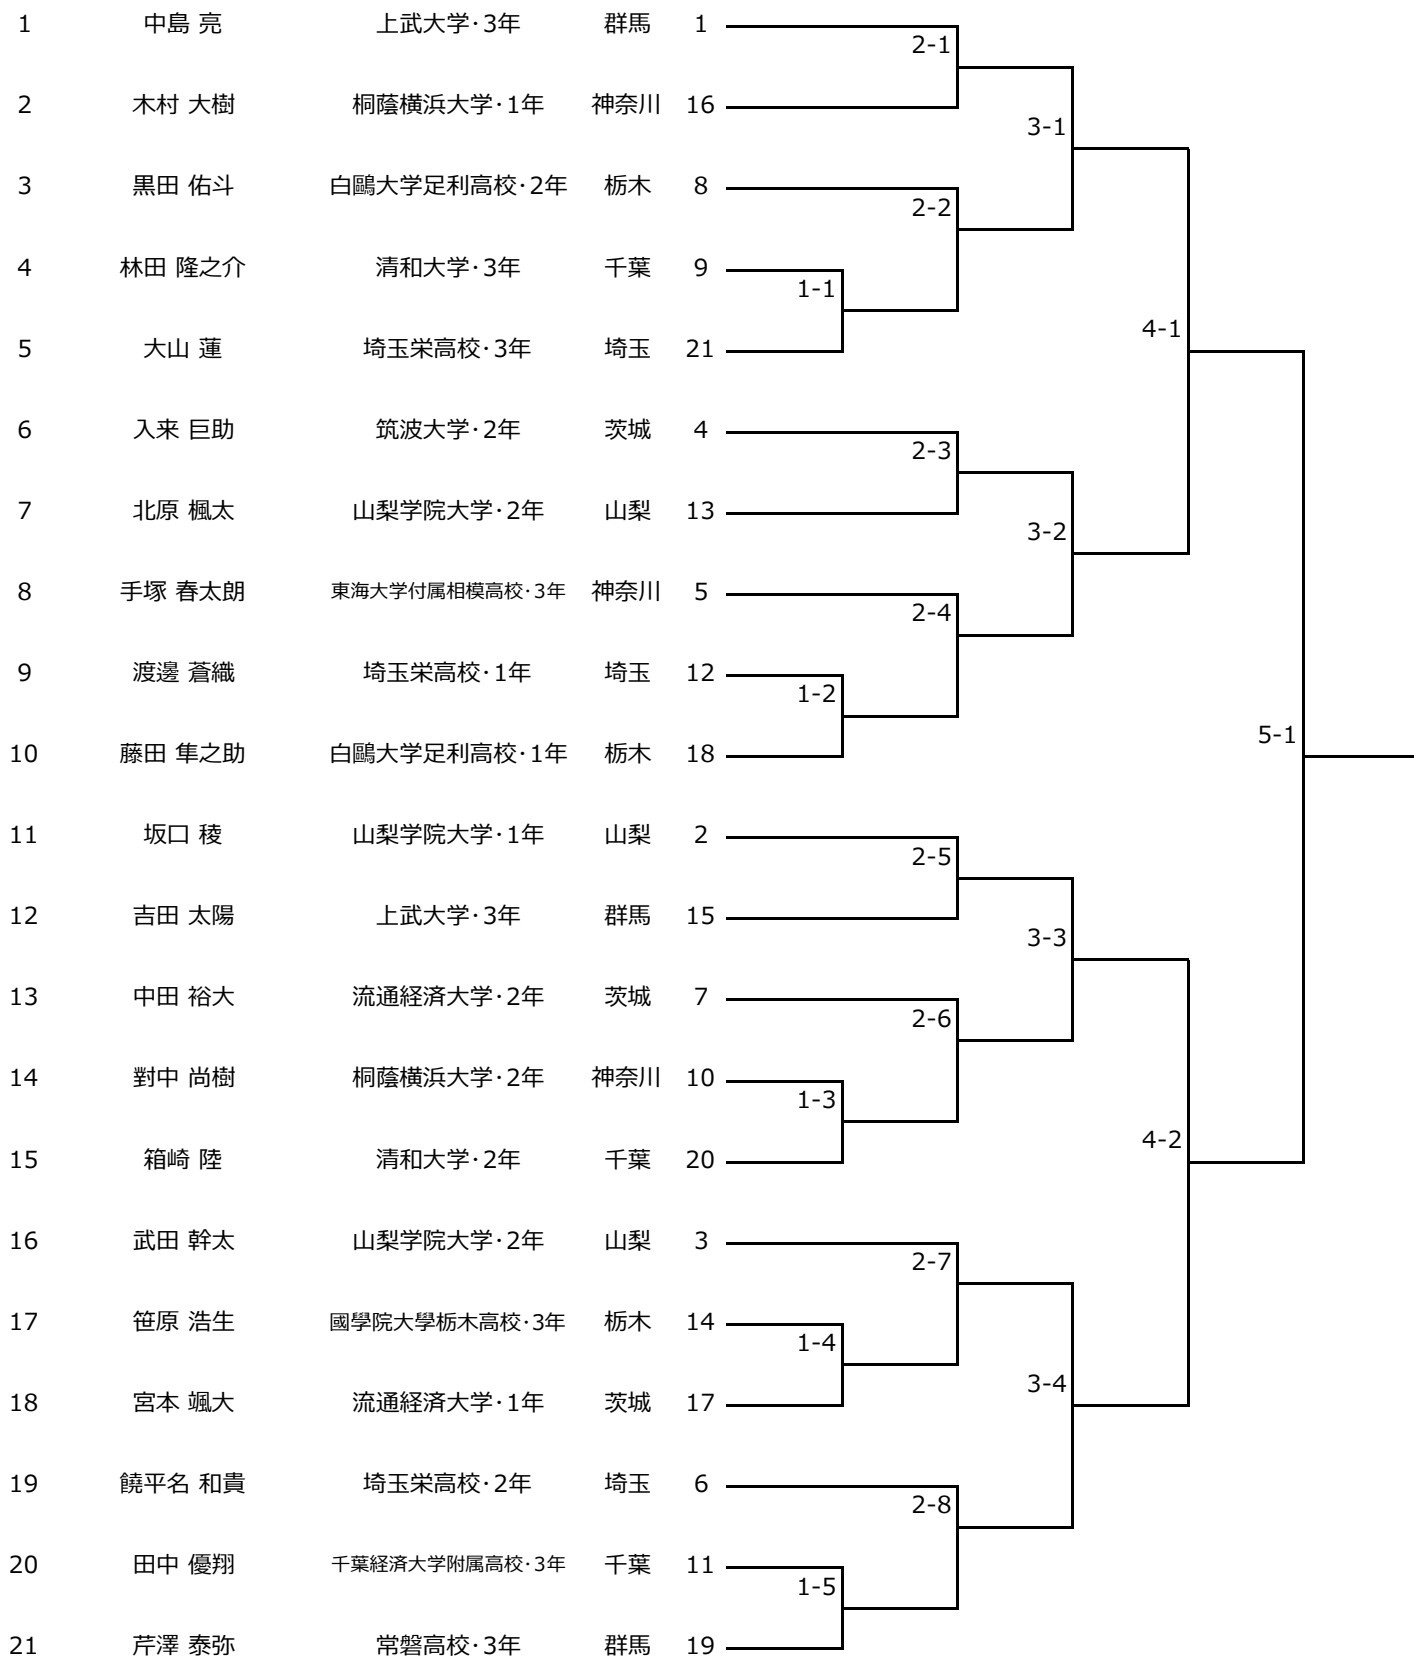 1 中島 亮 上武大学・3年 群馬 1
2-1
2 木村 大樹 桐蔭横浜大学・1年 神奈川 16
3-1
3 黒田 佑斗 白鷗大学足利高校・2年 栃木 8
2-2
4 林田 隆之介 清和大学・3年 千葉 9
1-1
4-1
5 大山 蓮 埼玉栄高校・3年 埼玉 21
6 入来 巨助 筑波大学・2年 茨城 4
2-3
7 北原 楓太 山梨学院大学・2年 山梨 13
3-2
8 手塚 春太朗 東海大学付属相模高校・3年 神奈川 5
2-4
9 渡邊 蒼織 埼玉栄高校・1年 埼玉 12
1-2
5-1
10 藤田 隼之助 白鷗大学足利高校・1年 栃木 18
11 坂口 稜 山梨学院大学・1年 山梨 2
2-5
12 吉田 太陽 上武大学・3年 群馬 15
3-3
13 中田 裕大 流通経済大学・2年 茨城 7
2-6
14 對中 尚樹 桐蔭横浜大学・2年 神奈川 10
1-3
4-2
15 箱崎 陸 清和大学・2年 千葉 20
16 武田 幹太 山梨学院大学・2年 山梨 3
2-7
17 笹原 浩生 國學院大學栃木高校・3年 栃木 14
1-4
3-4
18 宮本 颯大 流通経済大学・1年 茨城 17
19 饒平名 和貴 埼玉栄高校・2年 埼玉 6
2-8
20 田中 優翔 千葉経済大学附属高校・3年 千葉 11
1-5
21 芹澤 泰弥 常磐高校・3年 群馬 19